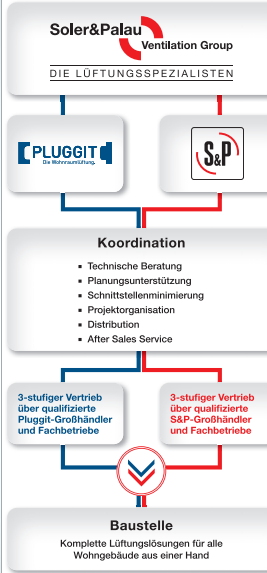 Soler&Palau
Ventilation Group
DIE LÜFTUNGSSPEZIALISTEN
PLUGGIT
Die Wohnraumlüftung.
S&P
Koordination
▪ Technische Beratung
▪ Planungsunterstützung
▪ Schnittstellenminimierung
▪ Projektorganisation
▪ Distribution
▪ After Sales Service
3-stufiger Vertrieb
über qualifizierte
Pluggit-Großhändler
und Fachbetriebe
3-stufiger Vertrieb
über qualifizierte
S&P-Großhändler
und Fachbetriebe
Baustelle
Komplette Lüftungslösungen für alle
Wohngebäude aus einer Hand